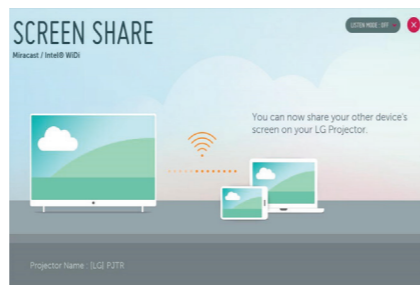 SCREEN SHARE
LISTEN MODE : OFF
Miracast / Intel® WiDi
You can now share your other device's
screen on your LG Projector.
Projector Name : [LG] PJTR